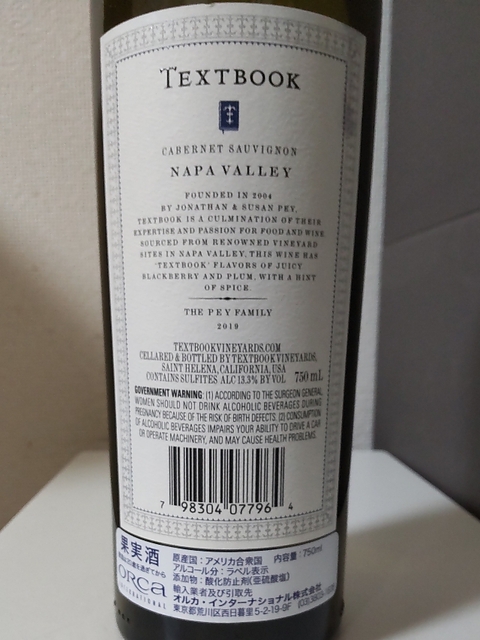 TEXTBOOK
CABERNET SAUVIGNON
NAPA VALLEY
FOUNDED IN 2004
BY JONATHAN & SUSAN PEY,
TEXTBOOK IS A CULMINATION OF THEIR
EXPERTISE AND PASSION FOR FOOD AND WINE.
SOURCED FROM RENOWNED VINEYARD
SITES IN NAPA VALLEY, THIS WINE HAS
'TEXTBOOK' FLAVORS OF JUICY
BLACKBERRY AND PLUM, WITH A HINT
OF SPICE.
THE PEY FAMILY
2019
TEXTBOOKVINEYARDS.COM
CELLARED & BOTTLED BY TEXTBOOK VINEYARDS,
SAINT HELENA, CALIFORNIA, USA
CONTAINS SULFITES ALC 13.3% BY VOL 750 mL
GOVERNMENT WARNING: (1) ACCORDING TO THE SURGEON GENERAL,
WOMEN SHOULD NOT DRINK ALCOHOLIC BEVERAGES DURING
PREGNANCY BECAUSE OF THE RISK OF BIRTH DEFECTS. (2) CONSUMPTION
OF ALCOHOLIC BEVERAGES IMPAIRS YOUR ABILITY TO DRIVE A CAR
OR OPERATE MACHINERY, AND MAY CAUSE HEALTH PROBLEMS.
7 98304 07796 4
果実酒
原産国：アメリカ合衆国 内容量：750ml
アルコール分：ラベル表示
添加物：酸化防止剤(亜硫酸塩)
orca
INTERNATIONAL
輸入業者及び引取先
オルカ・インターナショナル株式会社
東京都荒川区西日暮里5-2-19-9F